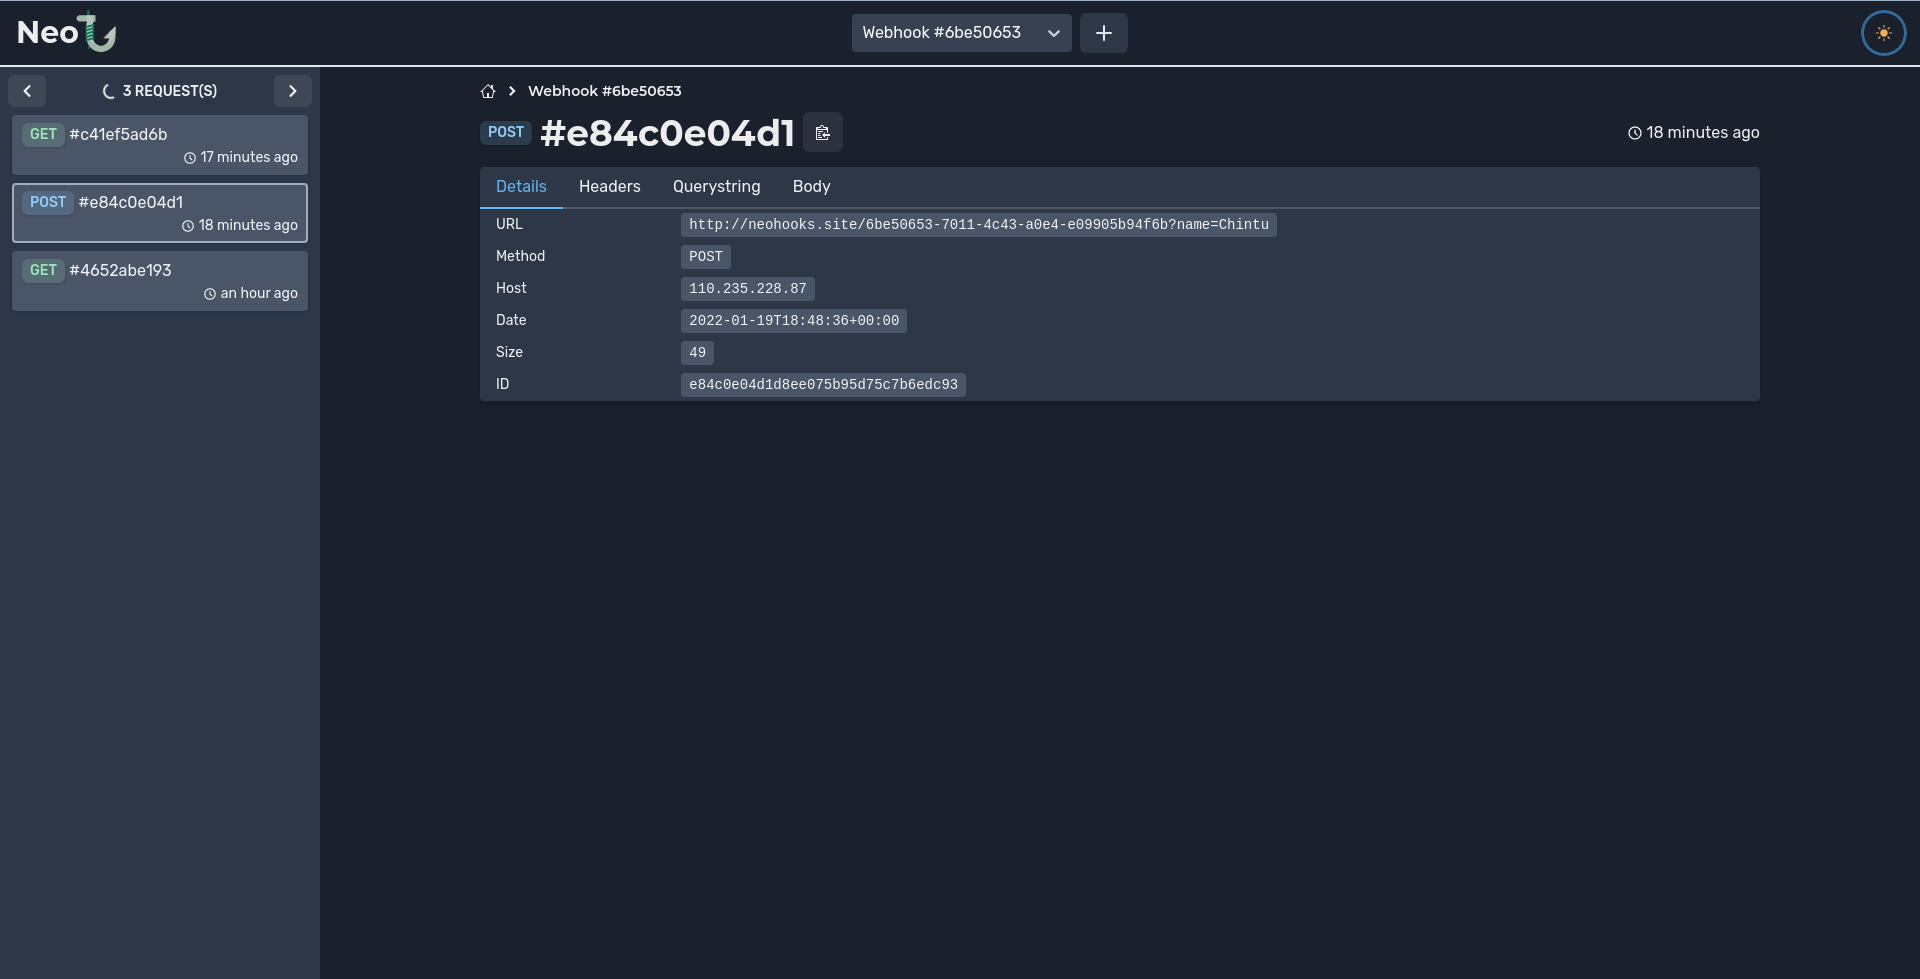 Neo
Webhook #6be50653
3 REQUEST(S)
GET #c41ef5ad6b
17 minutes ago
POST #e84c0e04d1
18 minutes ago
GET #4652abe193
an hour ago
Webhook #6be50653
POST #e84c0e04d1
18 minutes ago
Details Headers Querystring Body
URL http://neohooks.site/6be50653-7011-4c43-a0e4-e09905b94f6b?name=Chintu
Method POST
Host 110.235.228.87
Date 2022-01-19T18:48:36+00:00
Size 49
ID e84c0e04d1d8ee075b95d75c7b6edc93